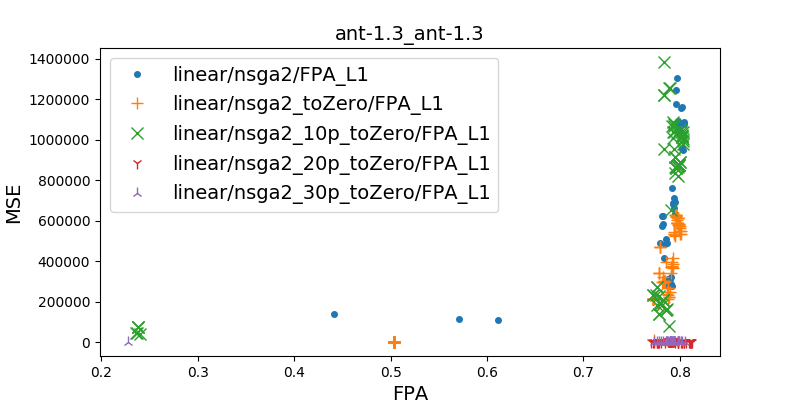 ant-1.3_ant-1.3
1400000
1200000
1000000
800000
600000
400000
200000
0
MSE
linear/nsga2/FPA_L1
linear/nsga2_toZero/FPA_L1
linear/nsga2_10p_toZero/FPA_L1
linear/nsga2_20p_toZero/FPA_L1
linear/nsga2_30p_toZero/FPA_L1
0.2 0.3 0.4 0.5 0.6 0.7 0.8
FPA